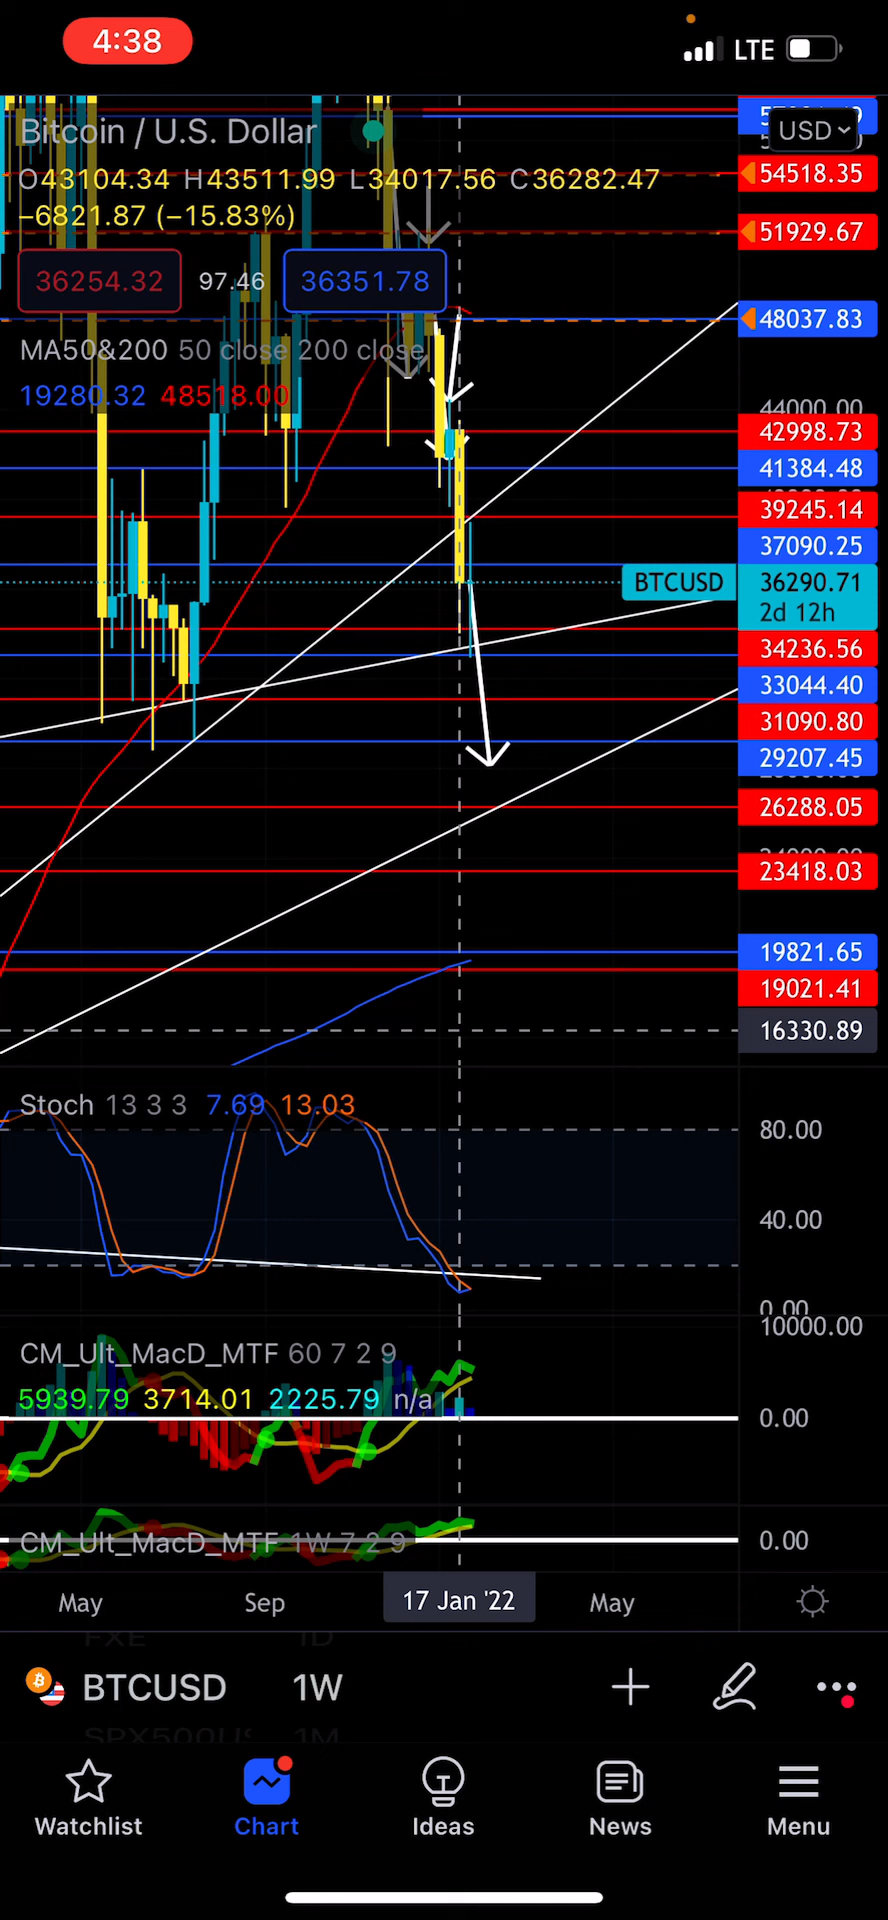 4:38
LTE
Bitcoin / U.S. Dollar
USD
O43104.34 H43511.99 L34017.56 C36282.47
−6821.87 (−15.83%)
36254.32 97.46 36351.78
MA50&200 50 close 200 close
19280.32 48518.00
54518.35
51929.67
48037.83
44000.00
42998.73
41384.48
39245.14
37090.25
BTCUSD 36290.71
2d 12h
34236.56
33044.40
31090.80
29207.45
26288.05
23418.03
19821.65
19021.41
16330.89
Stoch 13 3 3 7.69 13.03
80.00
40.00
0.00
10000.00
CM_Ult_MacD_MTF 60 7 2 9
5939.79 3714.01 2225.79 n/a
0.00
CM_Ult_MacD_MTF 1W 7 2 9
0.00
May Sep 17 Jan '22 May
FXE 1D
BTCUSD 1W
SPX500US 1M
Watchlist Chart Ideas News Menu